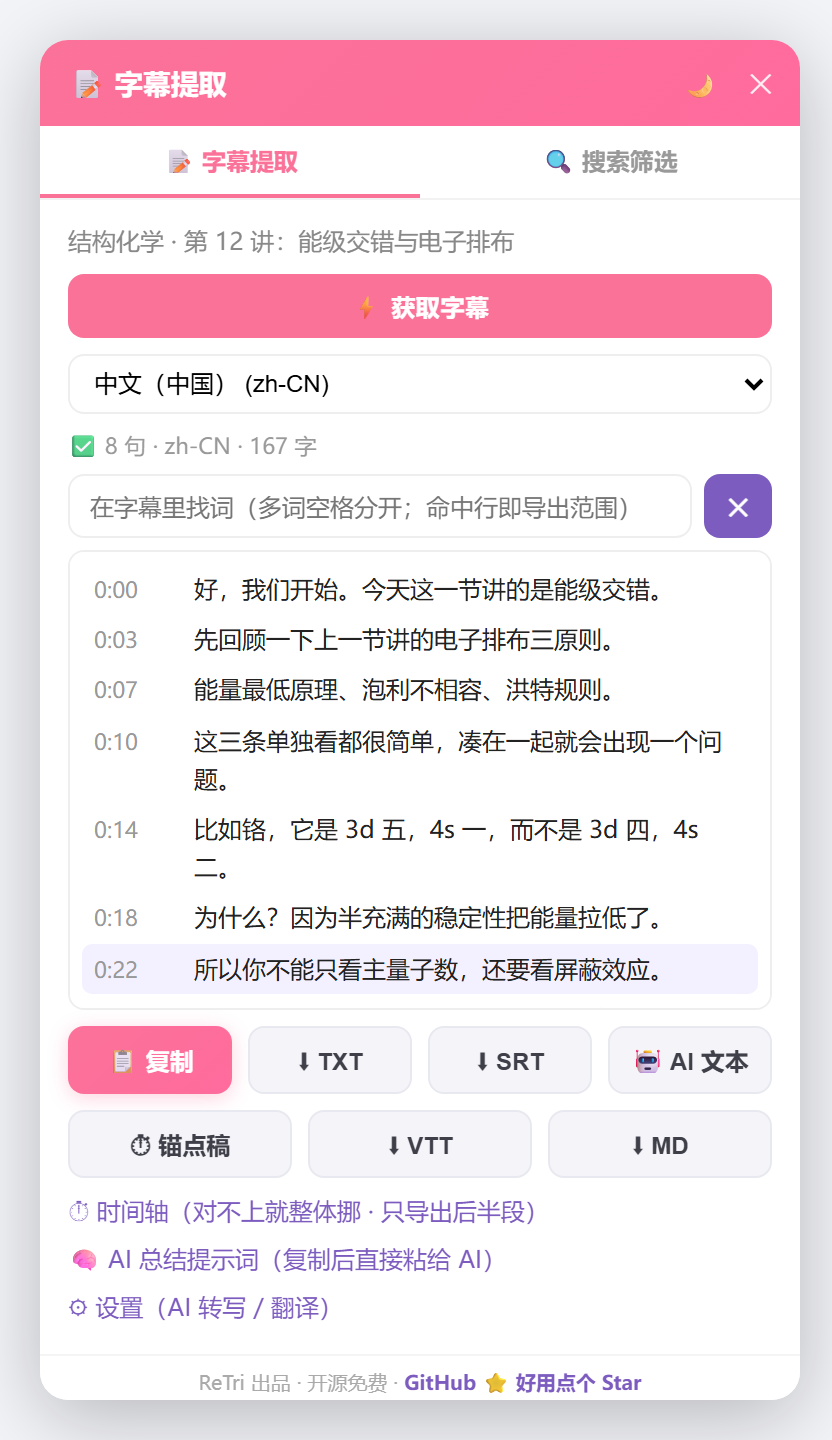 📝 字幕提取 🌙 ×
📝 字幕提取
🔍 搜索筛选
结构化学 · 第 12 讲：能级交错与电子排布
⚡ 获取字幕
中文（中国） (zh-CN)
✅ 8 句 · zh-CN · 167 字
在字幕里找词（多词空格分开；命中行即导出范围）
0:00 好，我们开始。今天这一节讲的是能级交错。
0:03 先回顾一下上一节讲的电子排布三原则。
0:07 能量最低原理、泡利不相容、洪特规则。
0:10 这三条单独看都很简单，凑在一起就会出现一个问
题。
0:14 比如铬，它是 3d 五，4s 一，而不是 3d 四，4s
二。
0:18 为什么？因为半充满的稳定性把能量拉低了。
0:22 所以你不能只看主量子数，还要看屏蔽效应。
📋 复制
⬇ TXT
⬇ SRT
🤖 AI 文本
⏱ 锚点稿
⬇ VTT
⬇ MD
⏱ 时间轴（对不上就整体挪 · 只导出后半段）
🧠 AI 总结提示词（复制后直接粘给 AI）
⚙ 设置（AI 转写 / 翻译）
ReTri 出品 · 开源免费 · GitHub ⭐ 好用点个 Star